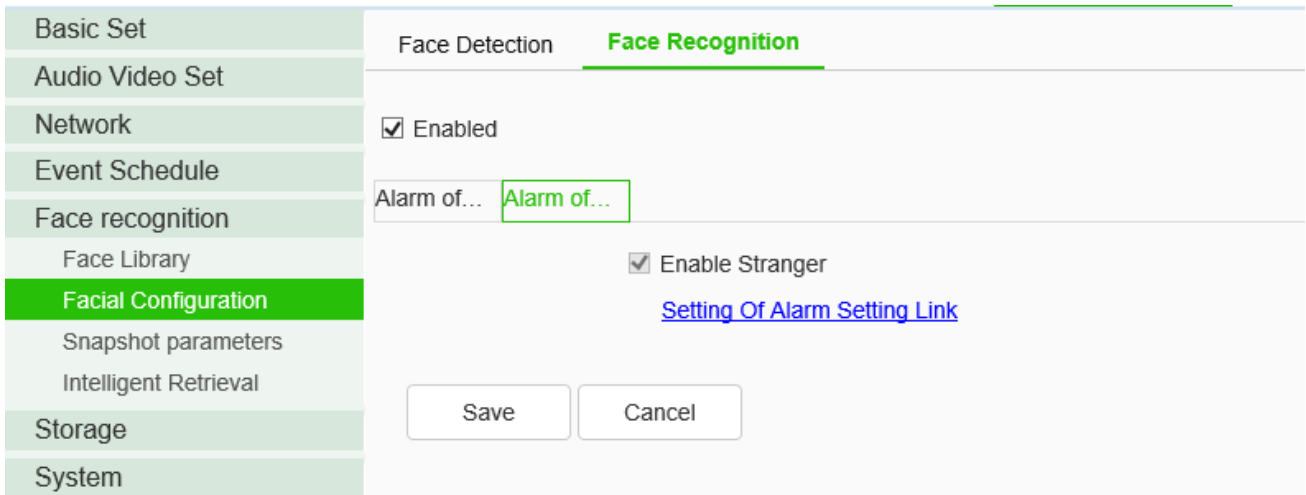 Basic Set
Audio Video Set
Network
Event Schedule
Face recognition
Face Library
Facial Configuration
Snapshot parameters
Intelligent Retrieval
Storage
System
Face Detection
Face Recognition
Enabled
Alarm of...
Alarm of...
Enable Stranger
Setting Of Alarm Setting Link
Save
Cancel